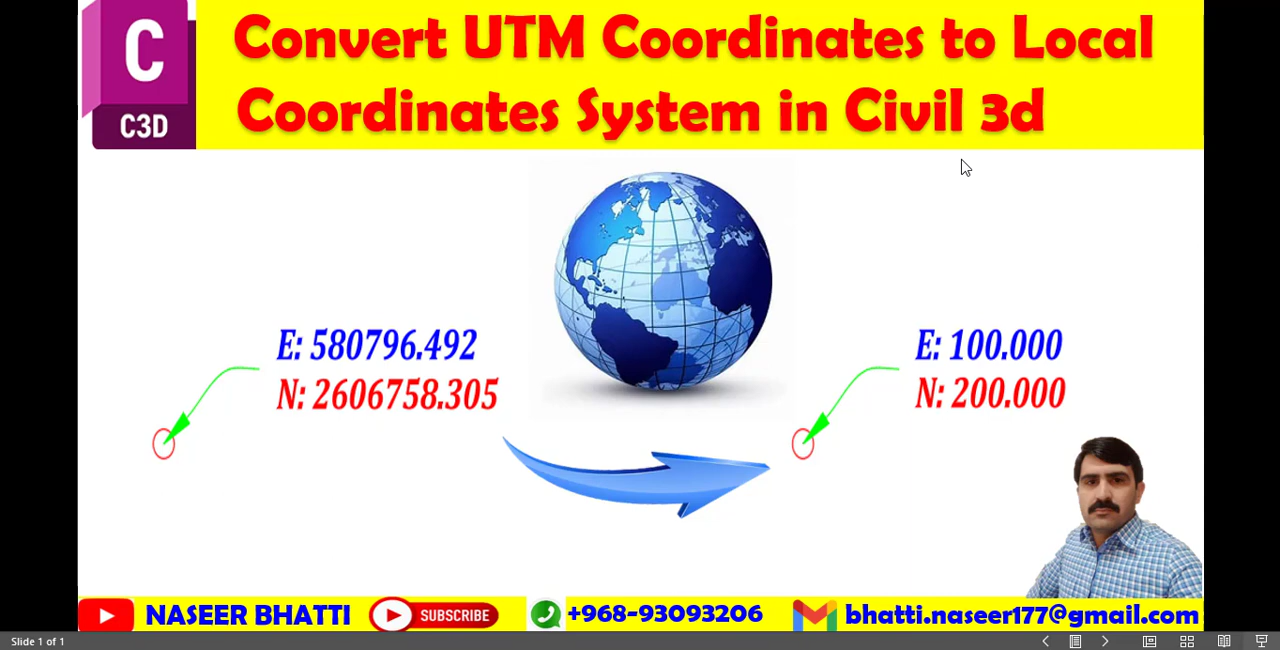 C
C3D
Convert UTM Coordinates to Local
Coordinates System in Civil 3d
E: 580796.492
N: 2606758.305
E: 100.000
N: 200.000
NASEER BHATTI
SUBSCRIBE
+968-93093206
bhatti.naseer177@gmail.com
Slide 1 of 1